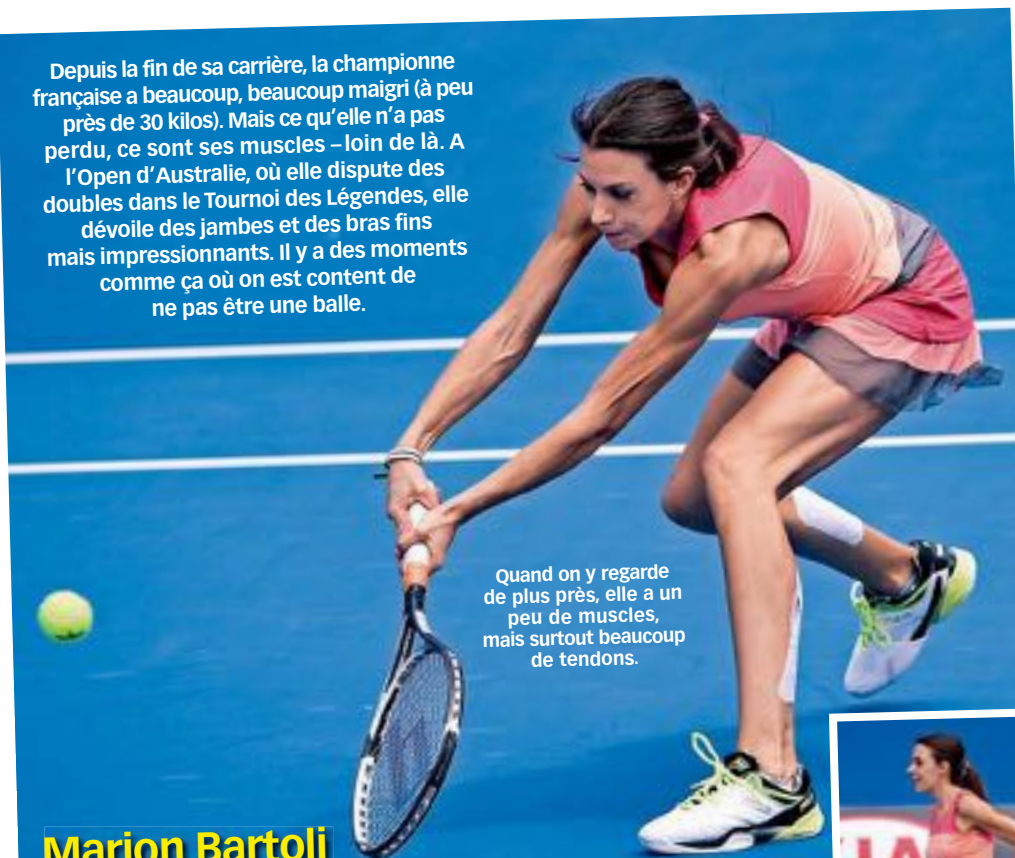 Depuis la fin de sa carrière, la championne
française a beaucoup, beaucoup maigri (à peu
près de 30 kilos). Mais ce qu'elle n'a pas
perdu, ce sont ses muscles – loin de là. A
l'Open d'Australie, où elle dispute des
doubles dans le Tournoi des Légendes, elle
dévoile des jambes et des bras fins
mais impressionnants. Il y a des moments
comme ça où on est content de
ne pas être une balle.
Quand on y regarde
de plus près, elle a un
peu de muscles,
mais surtout beaucoup
de tendons.
Marion Bartoli